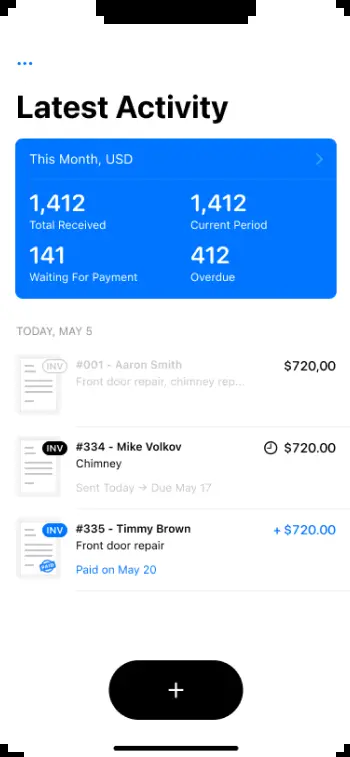 ...
Latest Activity
This Month, USD
1,412 1,412
Total Received Current Period
141 412
Waiting For Payment Overdue
TODAY, MAY 5
INV #001 - Aaron Smith $720,00
Front door repair, chimney rep...
INV #334 - Mike Volkov $720.00
Chimney
Sent Today → Due May 17
INV #335 - Timmy Brown + $720.00
Front door repair
PAID Paid on May 20
+